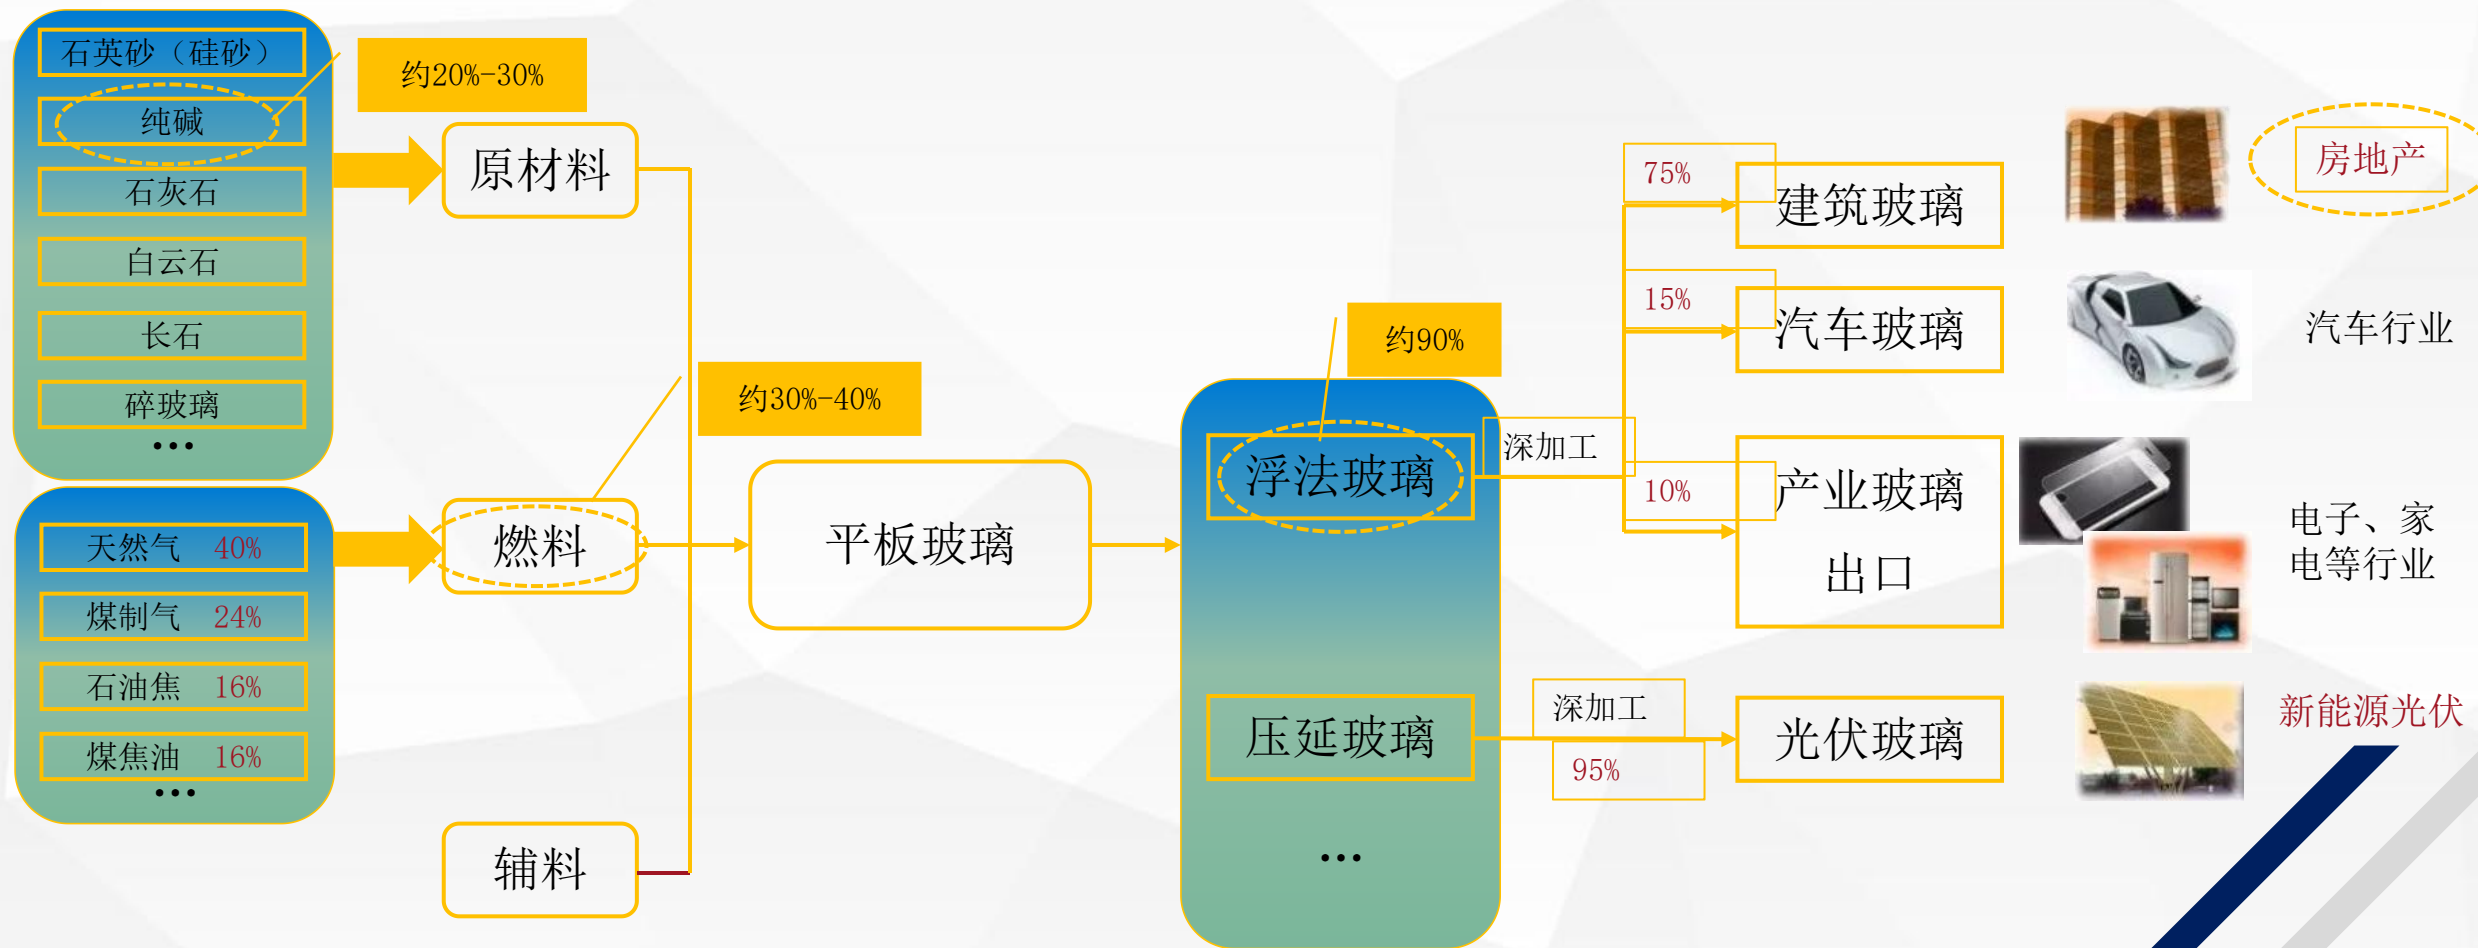 石英砂（硅砂）
纯碱
石灰石
白云石
长石
碎玻璃
...
约20%-30%
原材料
天然气 40%
煤制气 24%
石油焦 16%
煤焦油 16%
...
燃料
约30%-40%
辅料
平板玻璃
约90%
浮法玻璃
压延玻璃
...
深加工
75%
建筑玻璃
房地产
15%
汽车玻璃
汽车行业
10%
产业玻璃
出口
电子、家
电等行业
深加工
95%
光伏玻璃
新能源光伏